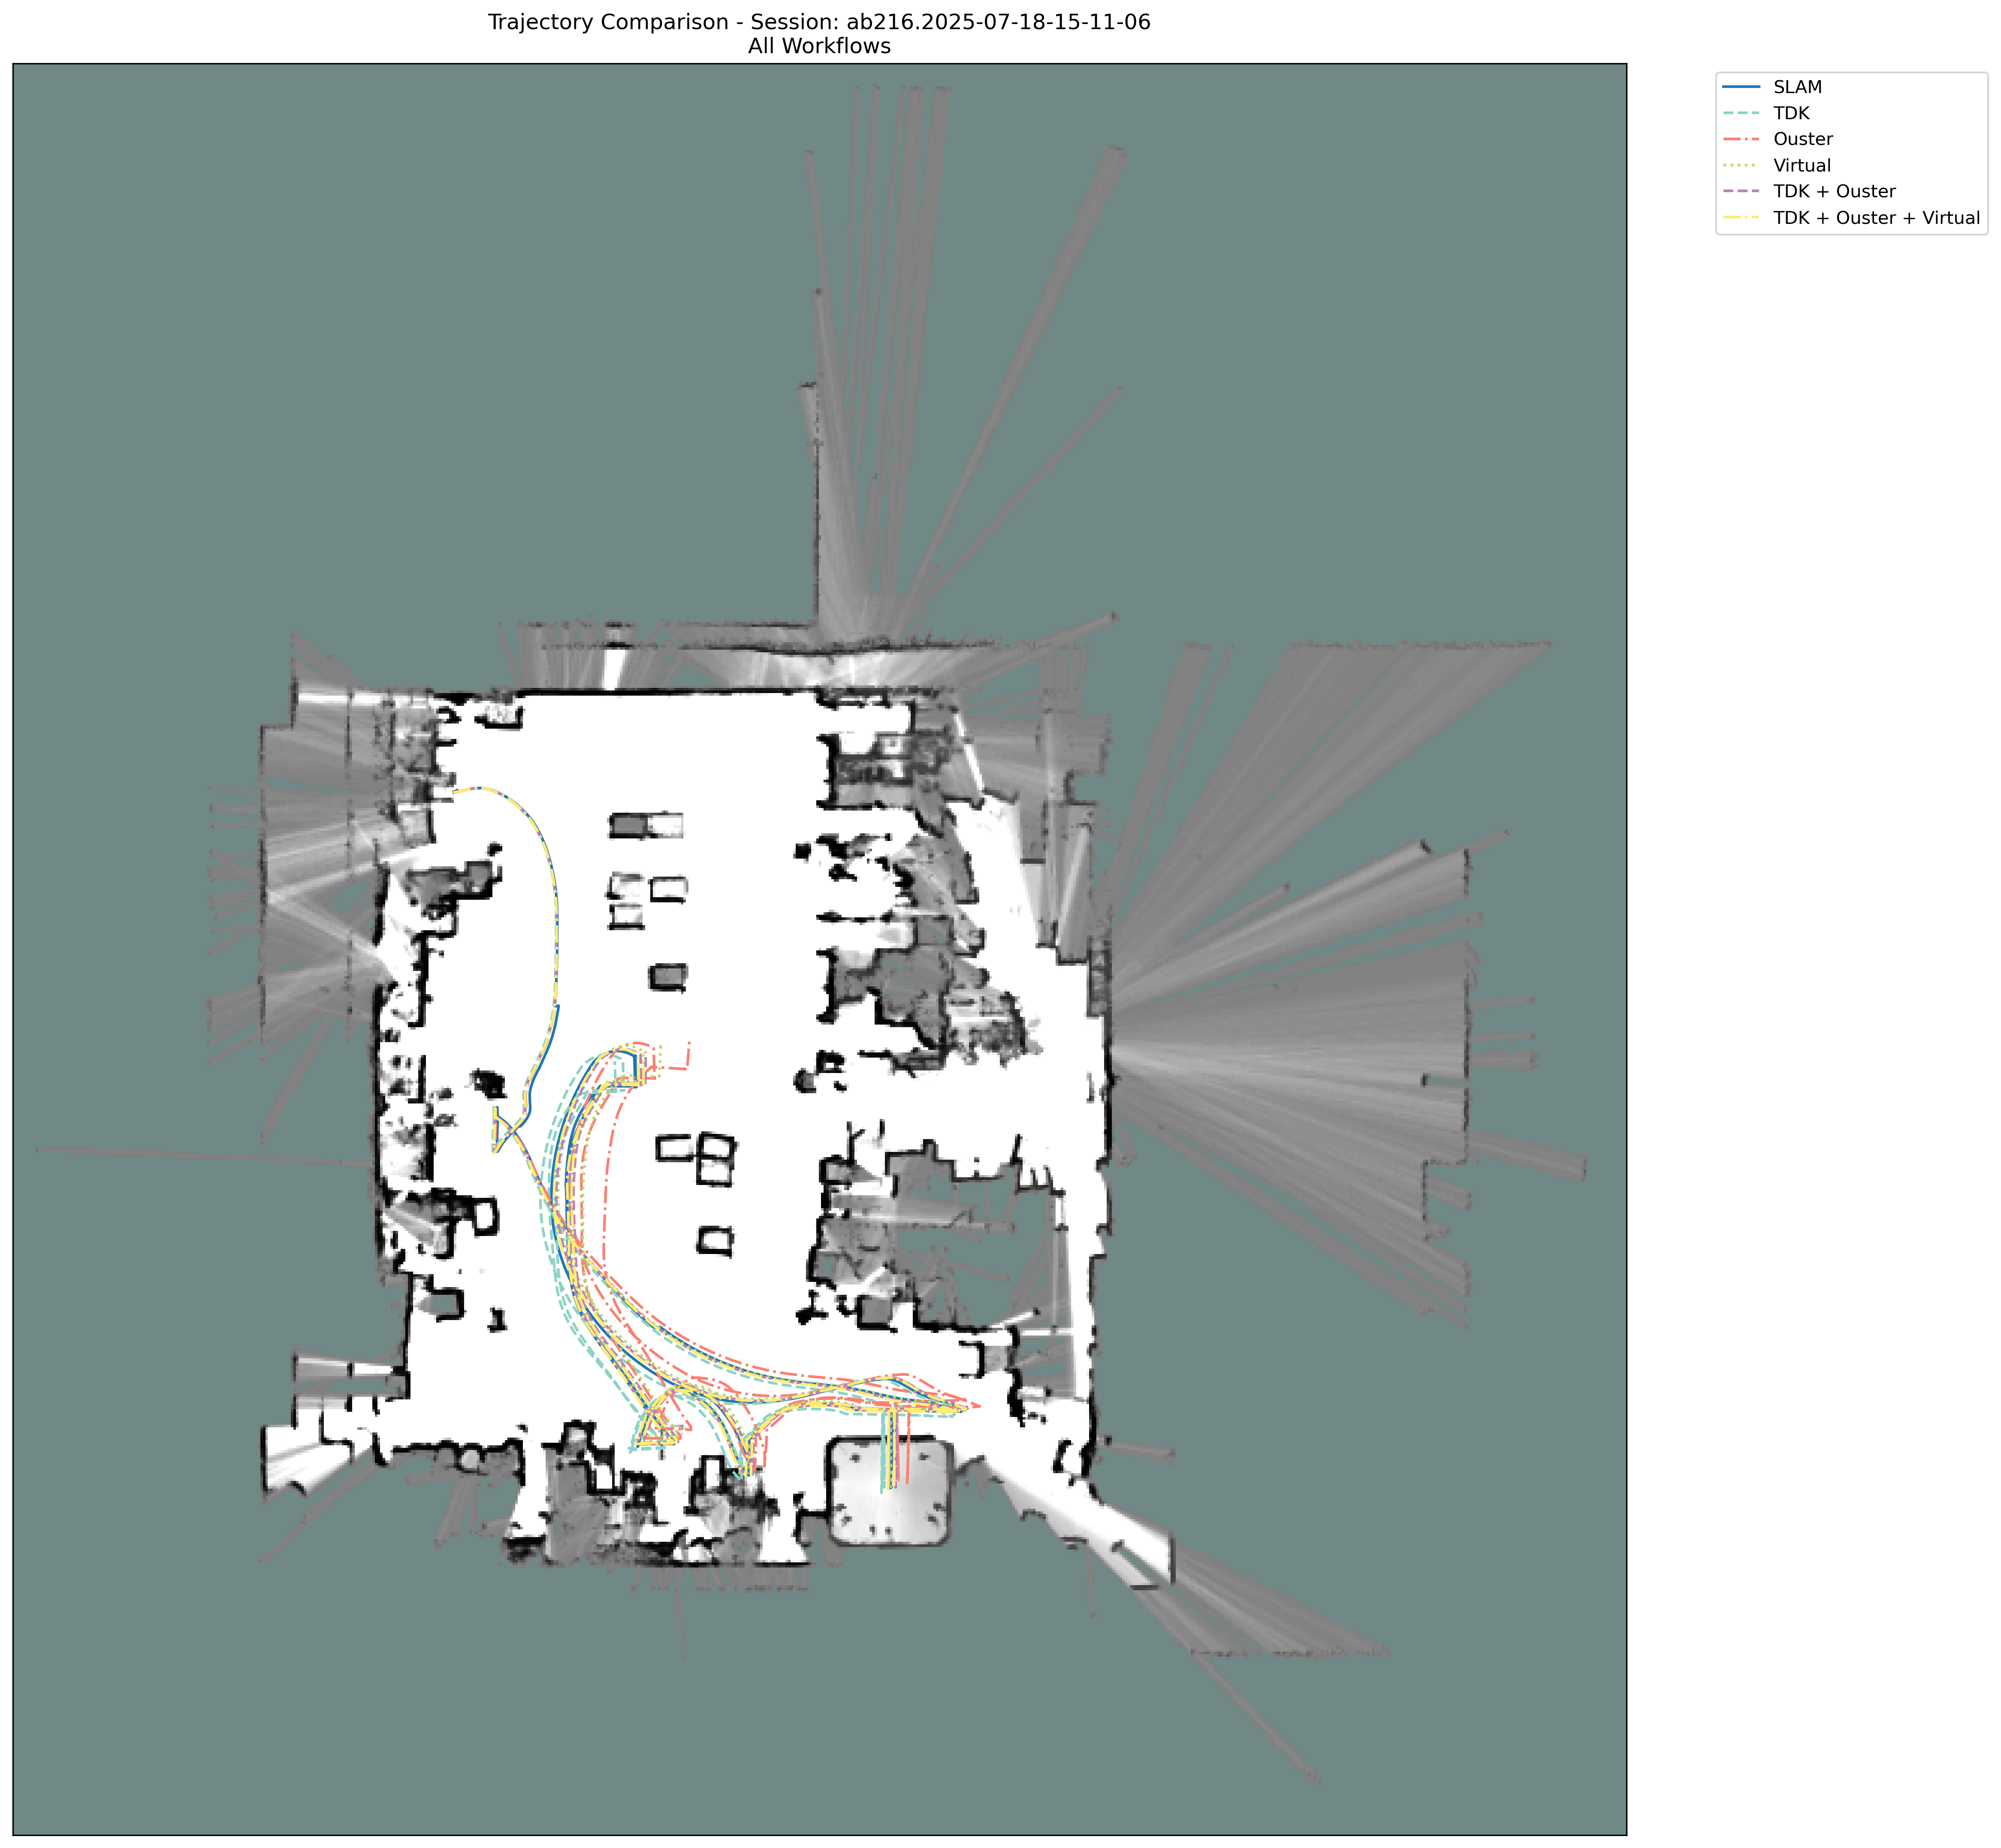 Trajectory Comparison - Session: ab216.2025-07-18-15-11-06
All Workflows
SLAM
TDK
Ouster
Virtual
TDK + Ouster
TDK + Ouster + Virtual